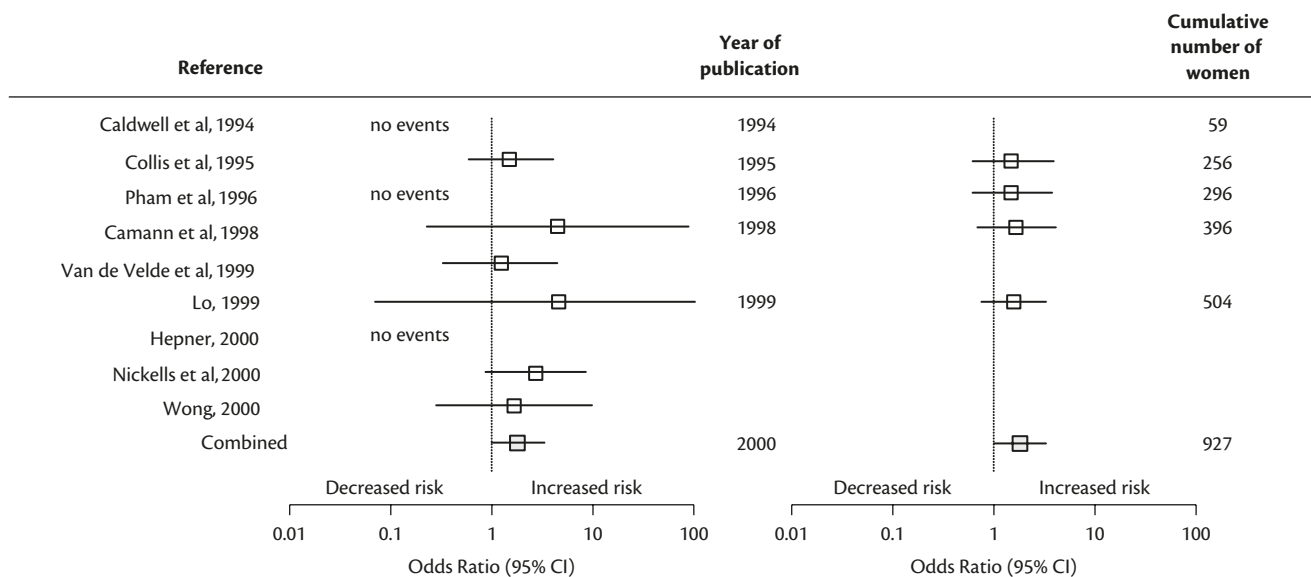 Reference
Year of
publication
Cumulative
number of
women
Caldwell et al, 1994 no events 1994 59
Collis et al, 1995 1995 256
Pham et al, 1996 no events 1996 296
Camann et al, 1998 1998 396
Van de Velde et al, 1999
Lo, 1999 1999 504
Hepner, 2000 no events
Nickells et al, 2000
Wong, 2000
Combined 2000 927
Decreased risk Increased risk Decreased risk Increased risk
0.01 0.1 1 10 100 0.01 0.1 1 10 100
Odds Ratio (95% CI) Odds Ratio (95% CI)